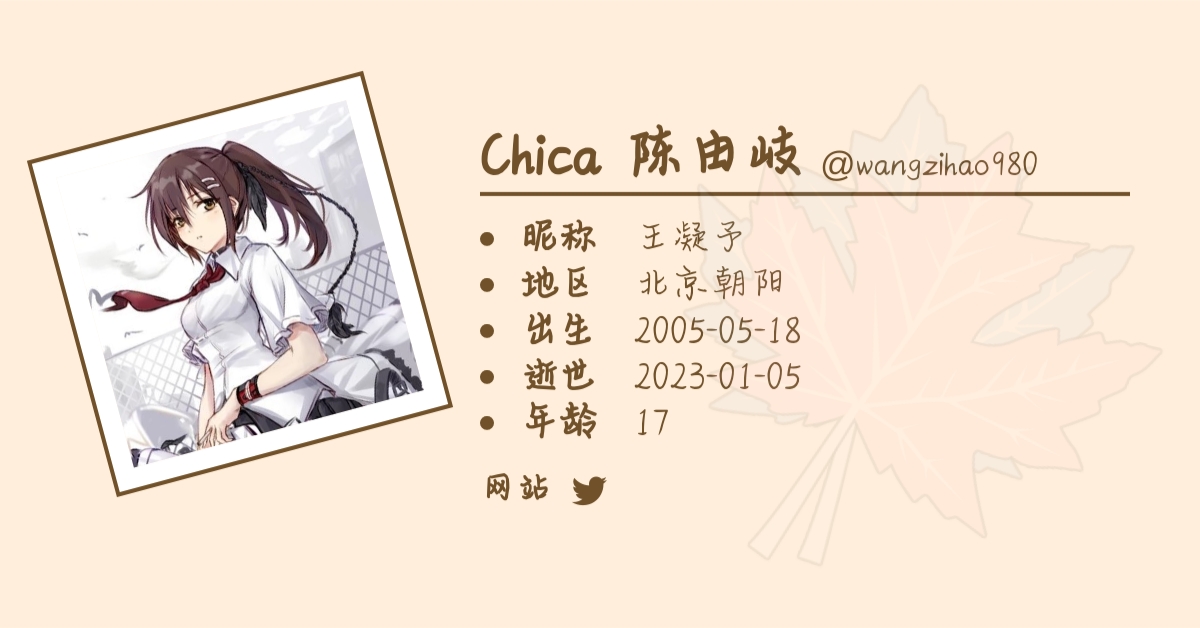 Chica 陈由岐 @wangzihao980
昵称 王凝予
地区 北京朝阳
出生 2005-05-18
逝世 2023-01-05
年龄 17
网站